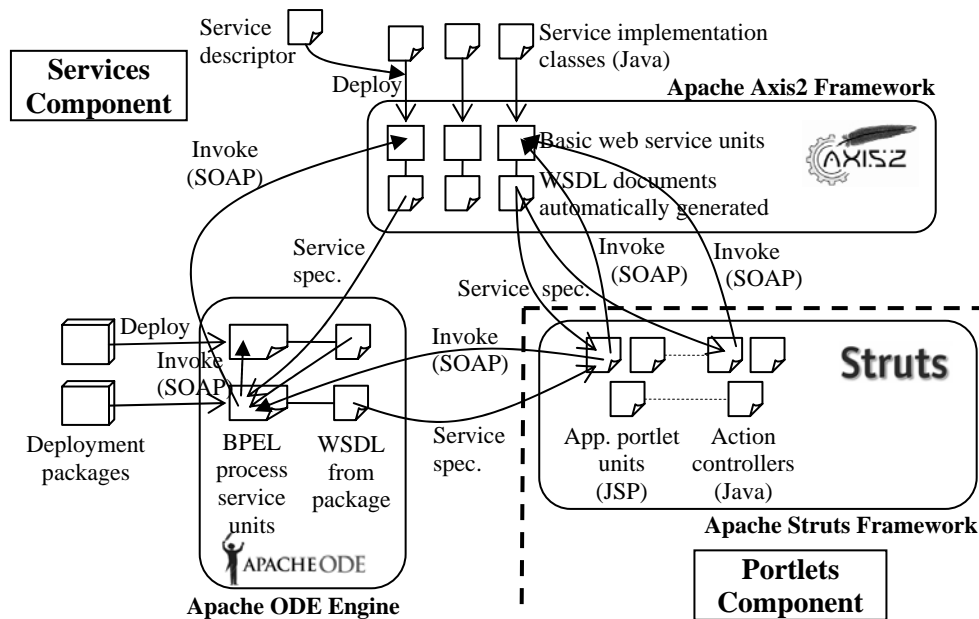 Service
descriptor
Services
Component
Deploy
Service implementation
classes (Java)
Apache Axis2 Framework
Invoke
(SOAP)
Basic web service units
AXIS2
WSDL documents
automatically generated
Service
spec.
Invoke
(SOAP)
Invoke
(SOAP)
Service spec.
Deploy
Invoke
(SOAP)
Invoke
(SOAP)
Struts
Deployment
packages
BPEL
process
service
units
WSDL
from
package
Service
spec.
App. portlet
units
(JSP)
Action
controllers
(Java)
Apache Struts Framework
APACHE ODE
Apache ODE Engine
Portlets
Component